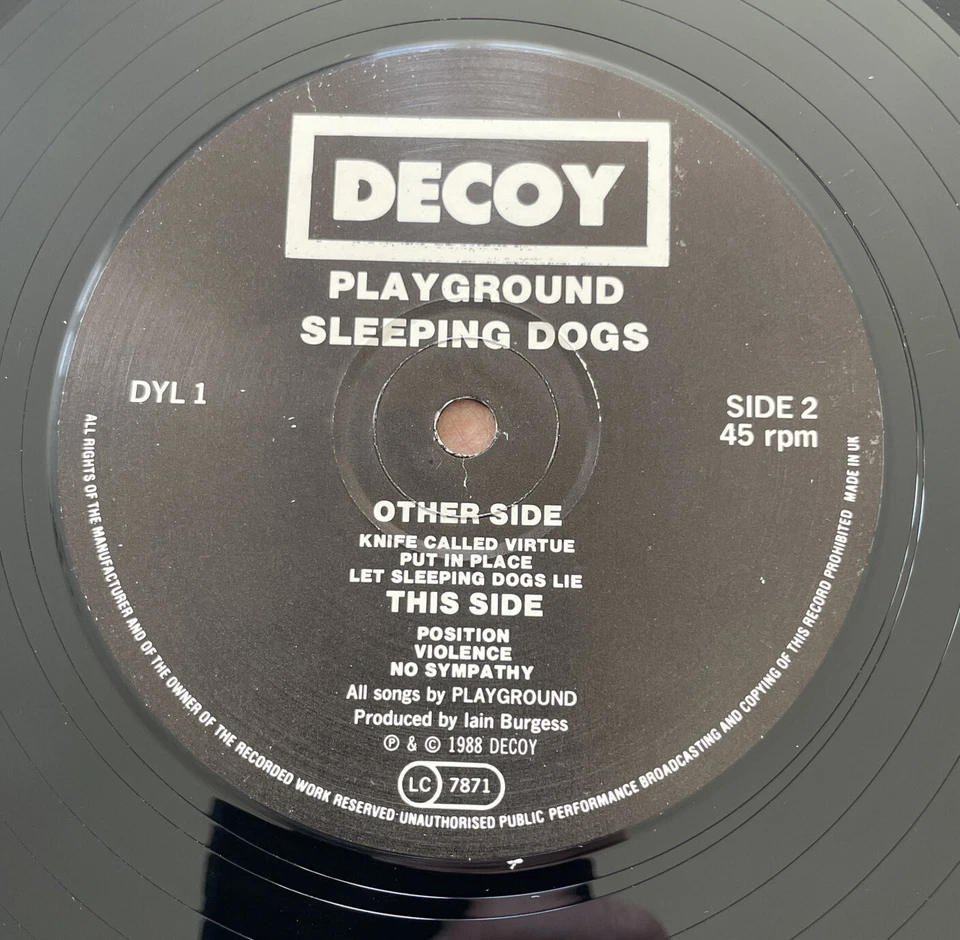 DECOY
PLAYGROUND
SLEEPING DOGS
DYL 1
SIDE 2
45 rpm
OTHER SIDE
KNIFE CALLED VIRTUE
PUT IN PLACE
LET SLEEPING DOGS LIE
THIS SIDE
POSITION
VIOLENCE
NO SYMPATHY
All songs by PLAYGROUND
Produced by Iain Burgess
℗ & © 1988 DECOY
LC 7871
ALL RIGHTS OF THE MANUFACTURER AND OF THE OWNER OF THE RECORDED WORK RESERVED·UNAUTHORISED PUBLIC PERFORMANCE BROADCASTING AND COPYING OF THIS RECORD PROHIBITED MADE IN UK